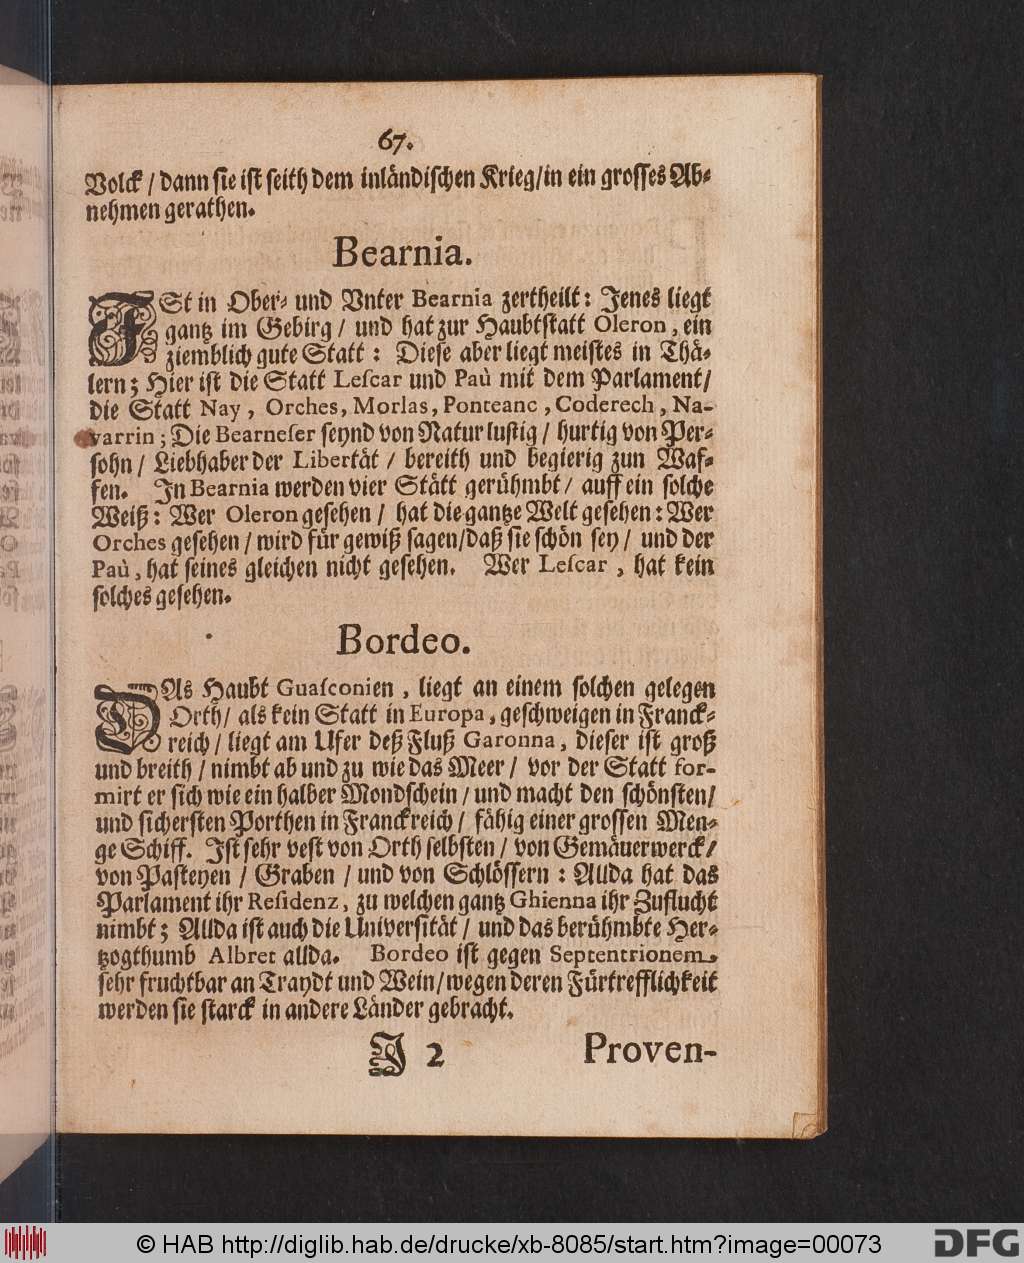 67.
Volck / dann sie ist seith dem inländischen Krieg / in ein grosses Ab-
nehmen gerathen.
Bearnia.
ISt in Ober- und Vnter Bearnia zertheilt: Jenes liegt
gantz im Gebirg / und hat zur Haubtstatt Oleron, ein
ziemblich gute Statt: Diese aber liegt meistes in Thä-
lern; Hier ist die Statt Lescar und Paù mit dem Parlament /
die Statt Nay, Orches, Morlas, Ponteanc, Coderech, Na-
varrin; Die Bearneser seynd von Natur lustig / hurtig von Per-
sohn / Liebhaber der Libertät / bereith und begierig zun Waf-
fen. In Bearnia werden vier Stätt gerühmbt / auff ein solche
Weiß: Wer Oleron gesehen / hat die gantze Welt gesehen: Wer
Orches gesehen / wird für gewiß sagen / daß sie schön sey / und der
Paù, hat seines gleichen nicht gesehen. Wer Lescar, hat kein
solches gesehen.
Bordeo.
DAs Haubt Guasconien, liegt an einem solchen gelegen
Orth / als kein Statt in Europa, geschweigen in Franck-
reich / liegt am Ufer deß Fluß Garonna, dieser ist groß
und breith / nimbt ab und zu wie das Meer / vor der Statt for-
mirt er sich wie ein halber Mondschein / und macht den schönsten /
und sichersten Porthen in Franckreich / fähig einer grossen Men-
ge Schiff. Ist sehr vest von Orth selbsten / von Gemäuerwerck /
von Pasteyen / Graben / und von Schlössern: Allda hat das
Parlament ihr Residenz, zu welchen gantz Ghienna ihr Zuflucht
nimbt; Allda ist auch die Universität / und das berühmbte Her-
tzogthumb Albret allda. Bordeo ist gegen Septentrionem.
sehr fruchtbar an Traydt und Wein / wegen deren Fürtrefflichkeit
werden sie starck in andere Länder gebracht.
J 2 Proven-
© HAB http://diglib.hab.de/drucke/xb-8085/start.htm?image=00073
DFG